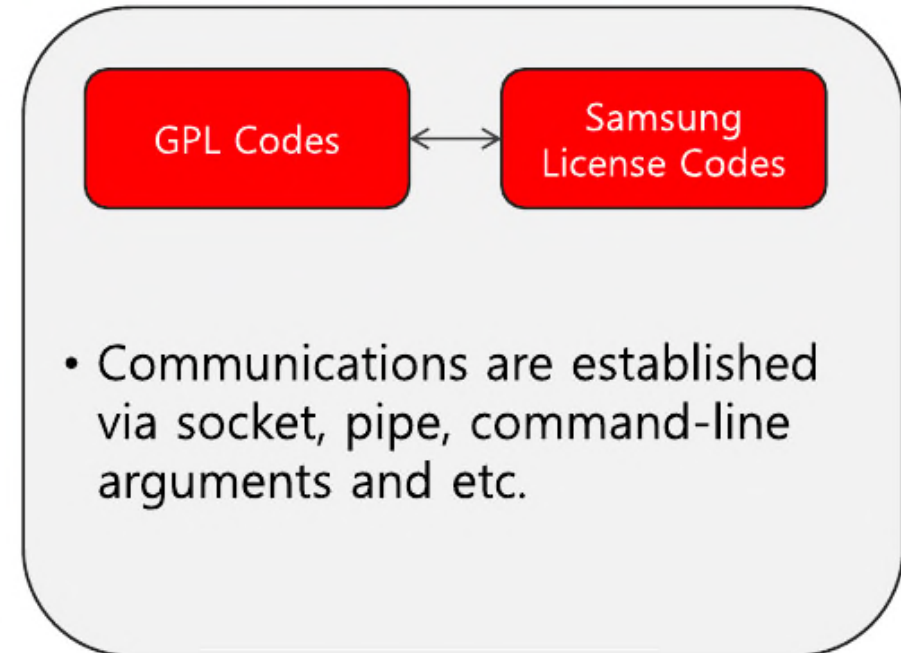 GPL Codes
Samsung
License Codes
• Communications are established
via socket, pipe, command-line
arguments and etc.